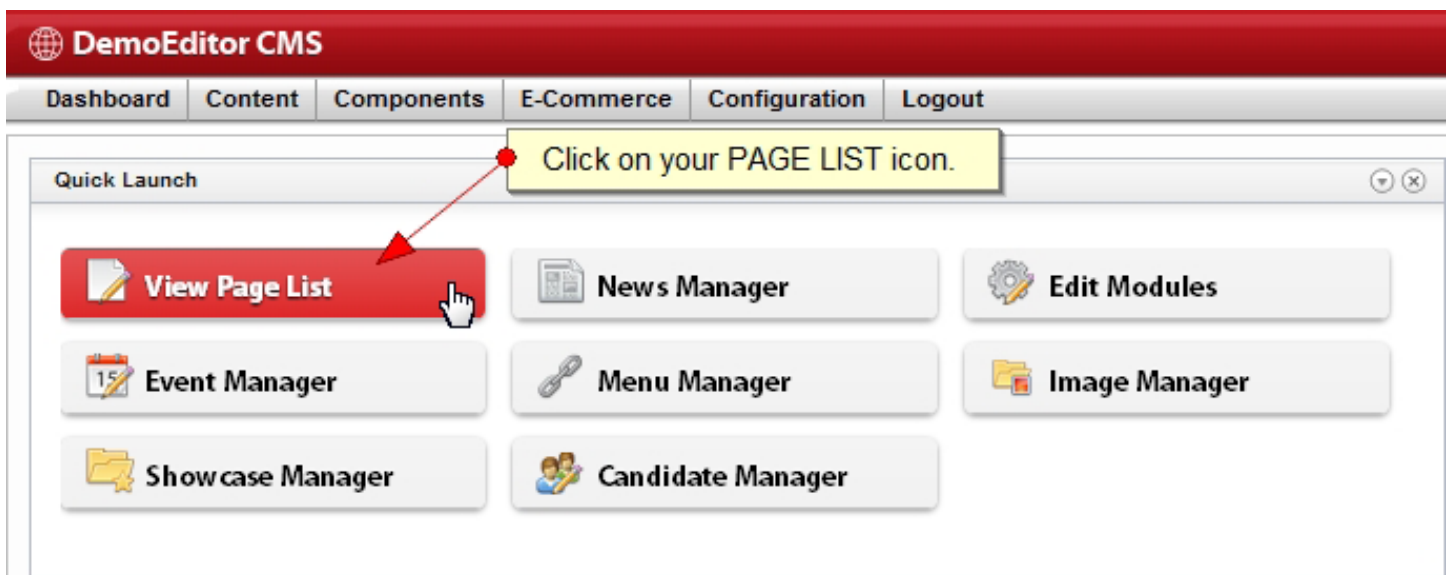 DemoEditor CMS
Dashboard Content Components E-Commerce Configuration Logout
Click on your PAGE LIST icon.
Quick Launch
View Page List News Manager Edit Modules
15 Event Manager Menu Manager Image Manager
Showcase Manager Candidate Manager